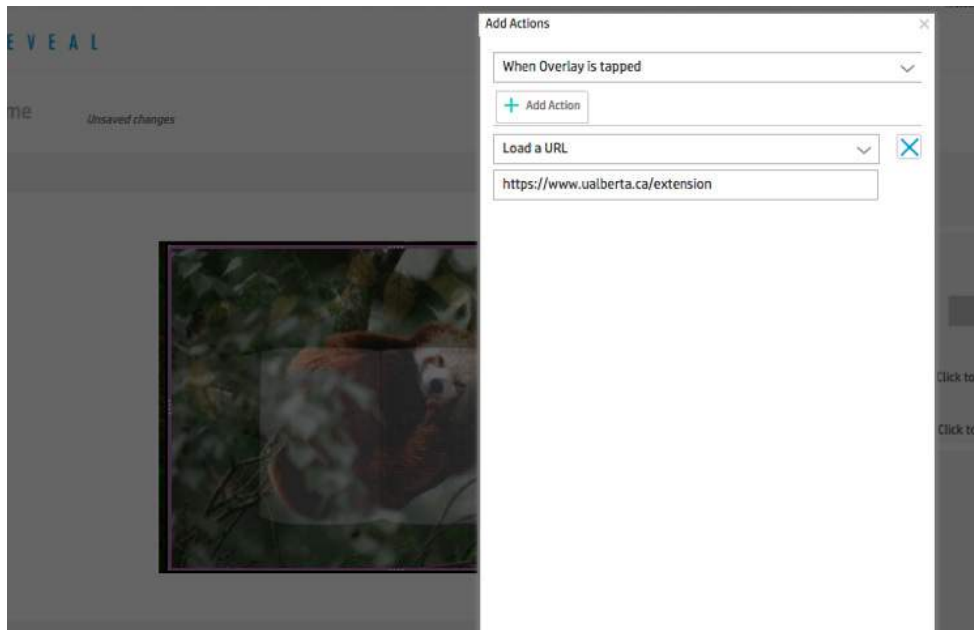 Add Actions
E V E A L
When Overlay is tapped
Add Action
me
Unsaved changes
Load a URL
https://www.ualberta.ca/extension
Click to
Click to